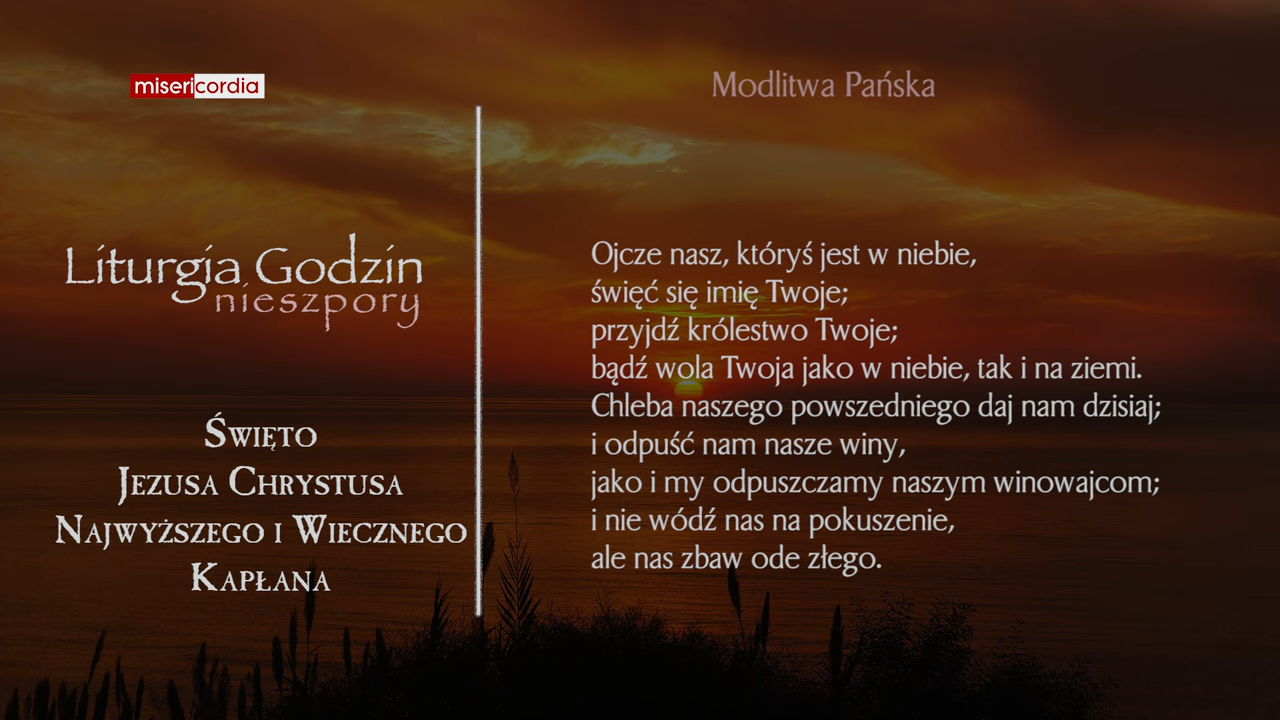 misericordia
Liturgia Godzin
nieszpory
Święto
Jezusa Chrystusa
Najwyższego i Wiecznego
Kapłana
Modlitwa Pańska
Ojcze nasz, któryś jest w niebie,
święć się imię Twoje;
przyjdź królestwo Twoje;
bądź wola Twoja jako w niebie, tak i na ziemi.
Chleba naszego powszedniego daj nam dzisiaj;
i odpuść nam nasze winy,
jako i my odpuszczamy naszym winowajcom;
i nie wódź nas na pokuszenie,
ale nas zbaw ode złego.